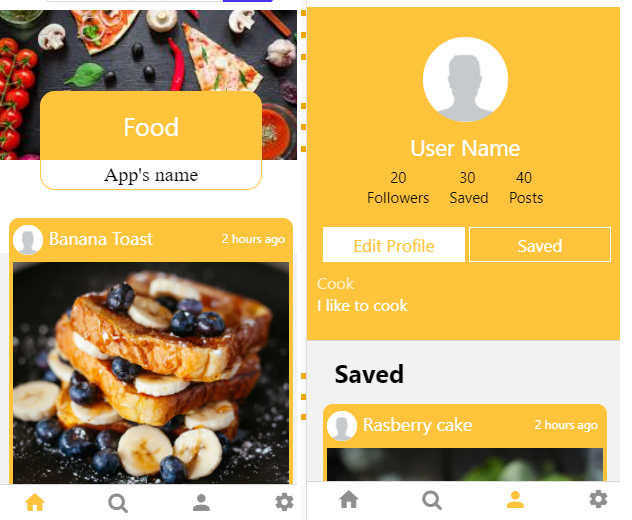 Food
App's name
Banana Toast
2 hours ago
User Name
20 30 40
Followers Saved Posts
Edit Profile Saved
Cook
I like to cook
Saved
Rasberry cake
2 hours ago